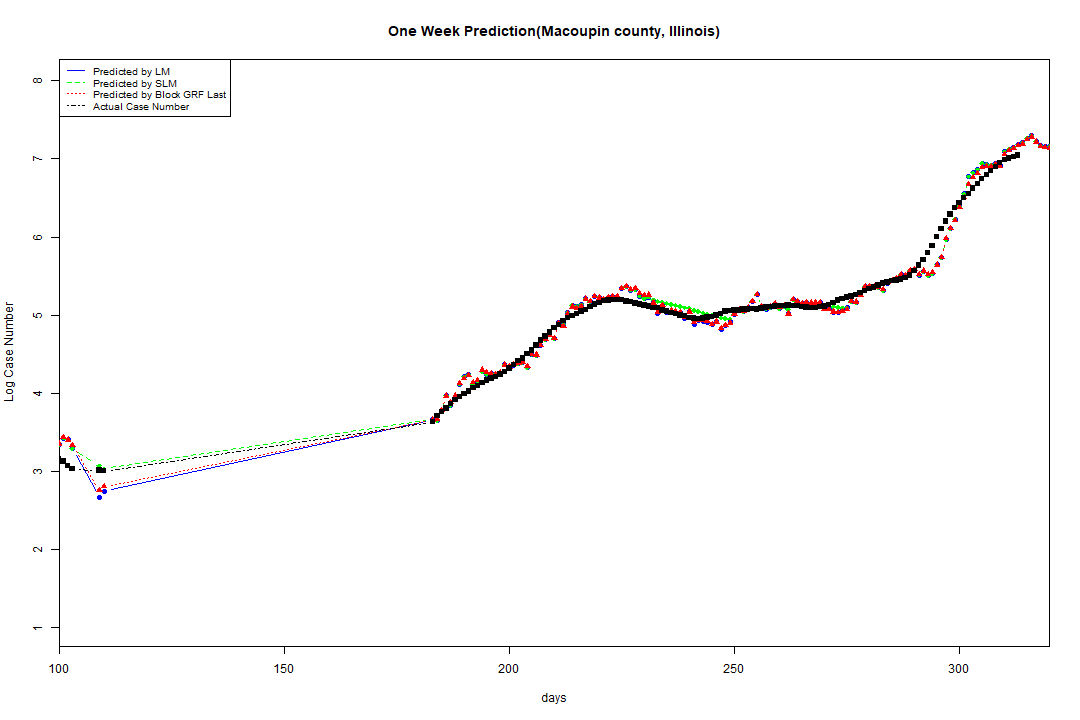 One Week Prediction(Macoupin county, Illinois)
Predicted by LM
Predicted by SLM
Predicted by Block GRF Last
Actual Case Number
8
7
6
5
4
3
2
1
Log Case Number
100 150 200 250 300
days